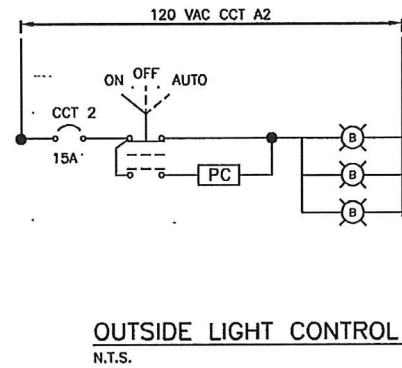 120 VAC CCT A2
ON OFF AUTO
CCT 2
15A
PC
B
B
B
OUTSIDE LIGHT CONTROL
N.T.S.